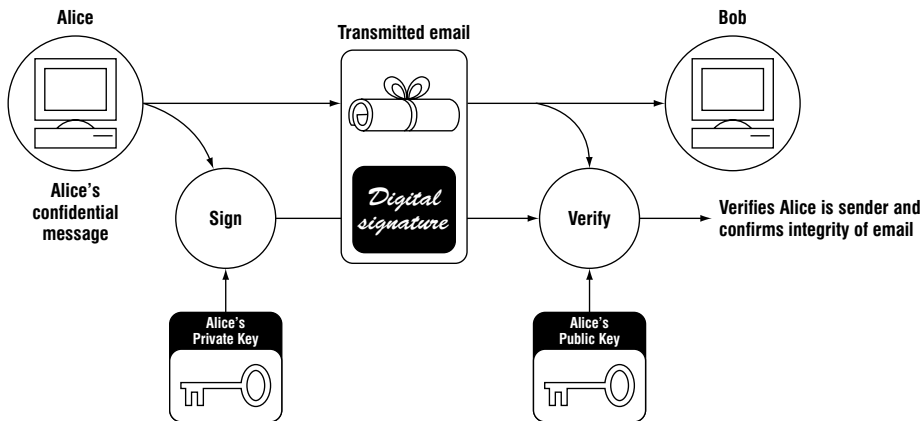 Alice
Transmitted email
Bob
Alice's
confidential
message
Sign
Digital
signature
Verify
Verifies Alice is sender and
confirms integrity of email
Alice's
Private Key
Alice's
Public Key